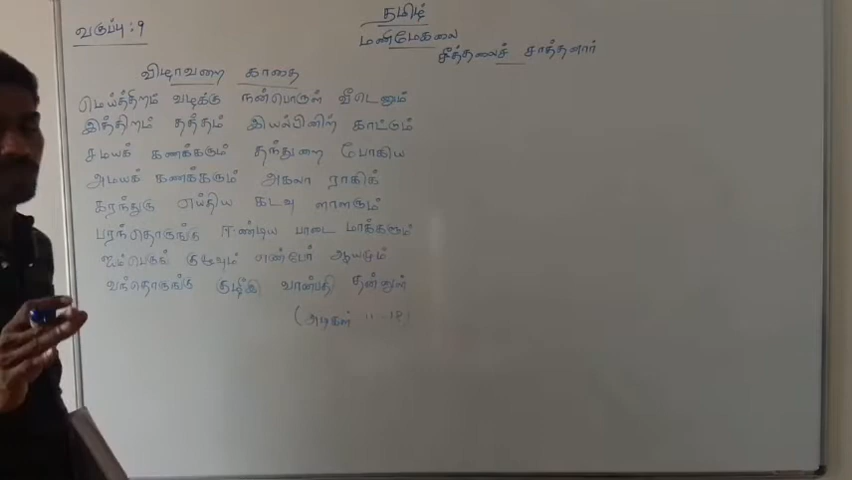 வகுப்பு : 9
தமிழ்
மணிமேகலை
சீத்தலைச் சாத்தனார்
விழாவறை காதை
மெய்த்திறம் வழக்கு நன்பொருள் வீடெனும்
இத்திறம் தத்தம் இயல்பினிற் காட்டும்
சமயக் கணக்கரும் தந்துறை போகிய
அமயக் கணக்கரும் அகலா ராகிக்
கரந்துரு எய்திய கடவு ளாளரும்
பரந்தொருங் கீண்டிய பாடை மாக்களும்
ஐம்பெருங் குழுவும் எண்பேர் ஆயமும்
வந்தொருங்கு குழீஇ வான்பதி தன்னுள்
(அடிகள் 11-18)